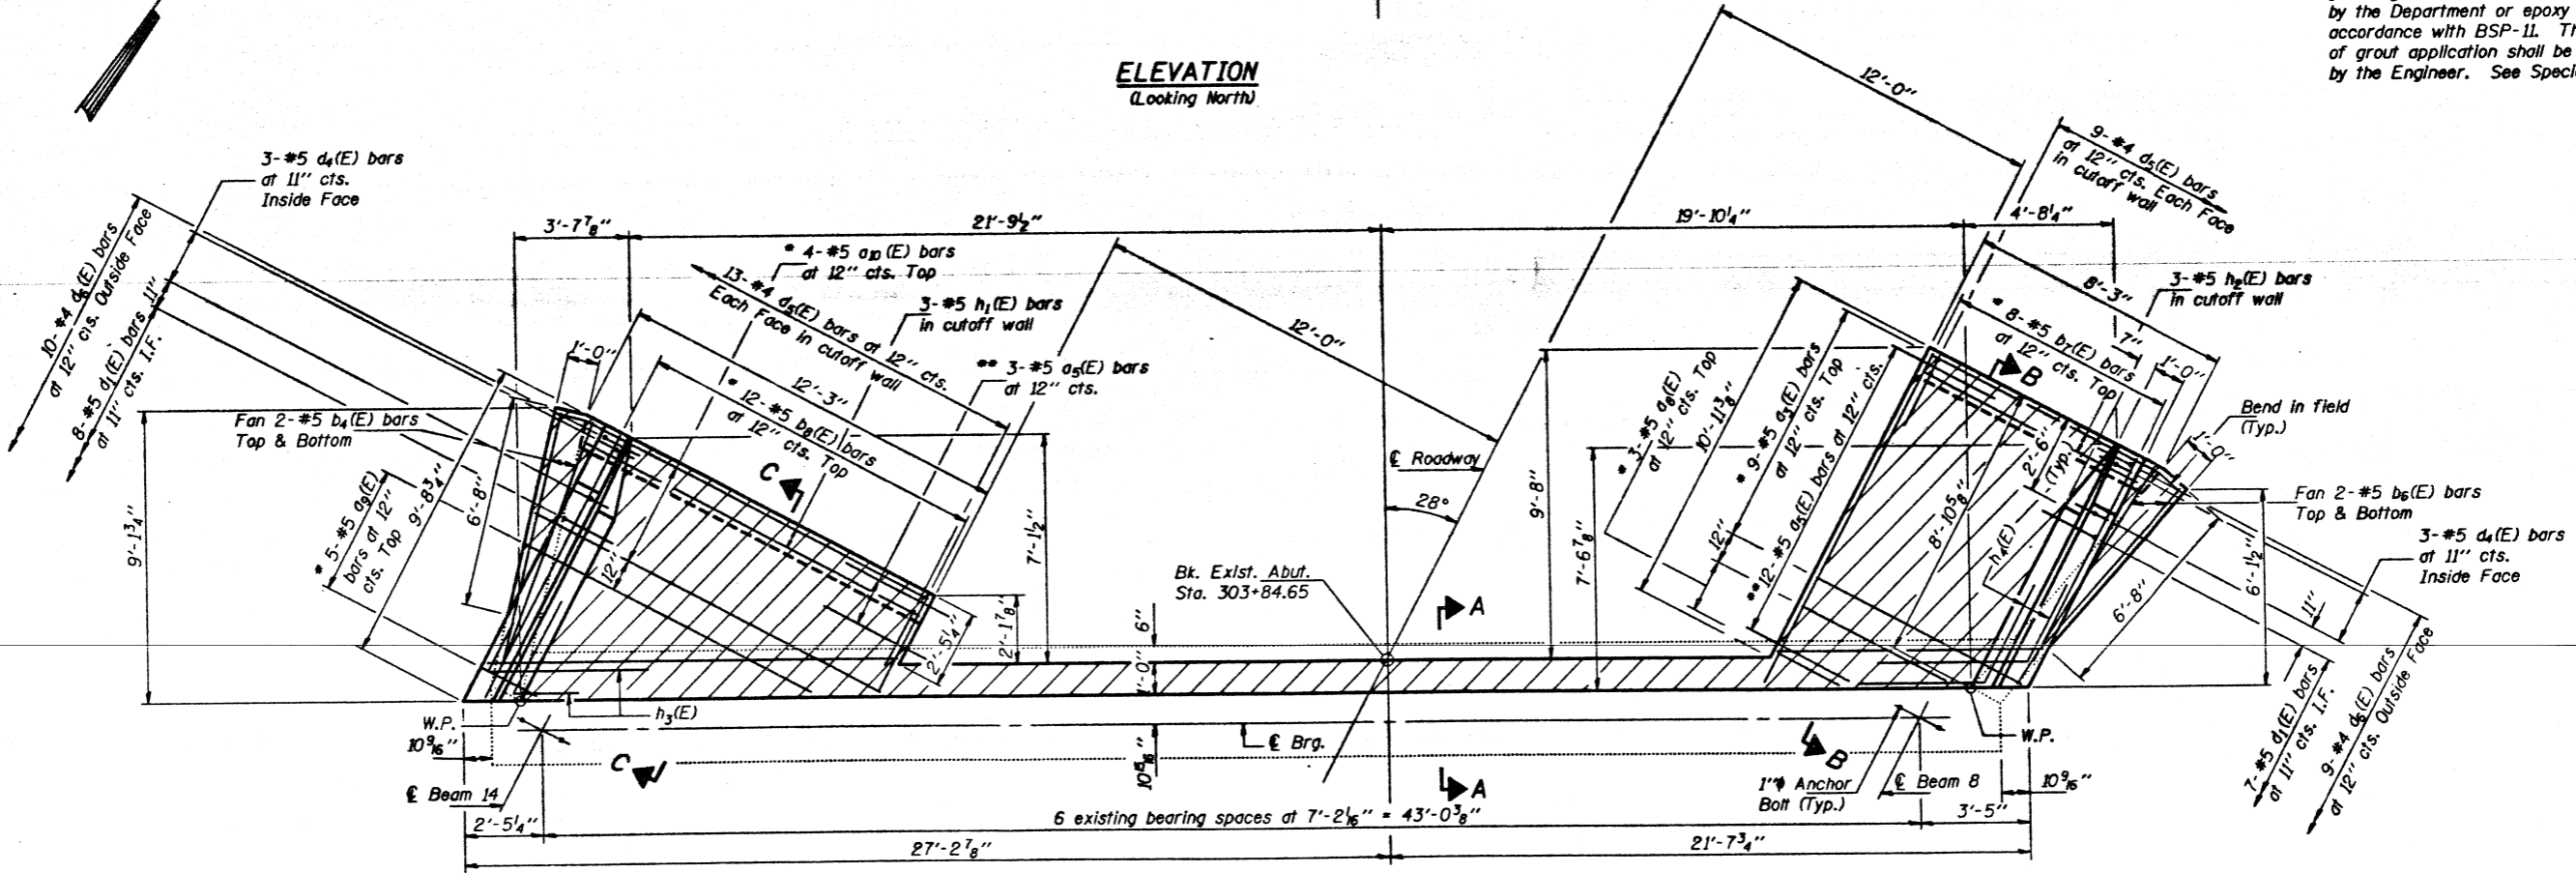 by the Department or epoxy
accordance with BSP-11. Th
of grout application shall be
by the Engineer. See Speci
ELEVATION
(Looking North)
12'-0"
9-#4 d5(E) bars
at 12" cts. Each Face
in cutoff wall
3-#5 d4(E) bars
at 11" cts.
Inside Face
3'-7 7/8"
21'-9 1/2"
19'-10 1/4"
4'-8 1/4"
10-#4 d6(E) bars
at 12" cts. Outside Face
11"
8-#5 d1(E) bars
at 11" cts. I.F.
* 4-#5 a10(E) bars
at 12" cts. Top
13-#4 d5(E) bars at 12" cts.
Each Face in cutoff wall
3-#5 h1(E) bars
in cutoff wall
** 3-#5 a5(E) bars
at 12" cts.
12'-0"
8'-3"
3-#5 h2(E) bars
in cutoff wall
* 8-#5 b7(E) bars
at 12" cts. Top
7"
1'-0"
1'-0"
12'-3"
* 12-#5 b8(E) bars
at 12" cts. Top
Fan 2-#5 b4(E) bars
Top & Bottom
* 3-#5 a8(E)
at 12" cts. Top
10'-11 3/8"
* 9-#5 a3(E) bars
at 12" cts. Top
12"
**12-#5 a5(E) bars at 12" cts.
B
Bend in field
(Typ.)
1'-0"
2'-6"
(Typ.)
8'-10 5/8"
h4(E)
Fan 2-#5 b6(E) bars
Top & Bottom
3-#5 d4(E) bars
at 11" cts.
Inside Face
9'-1 3/4"
* 5-#5 a9(E)
bars at 12"
cts. Top
9'-8 3/4"
6'-8"
12"
C
7'-1 1/2"
2'-1 7/8"
2'-5 1/4"
℄ Roadway
28°
9'-8"
7'-6 7/8"
6'-8"
6'-1 1/2"
11"
7-#5 d1(E) bars
at 11" cts. I.F.
9-#4 d6(E) bars
at 12" cts. Outside Face
Bk. Exist. Abut.
Sta. 303+84.65
6"
1'-0"
A
W.P.
10 9/16"
h3(E)
C
℄ Beam 14
10 15/16"
℄ Brg.
A
B
1"φ Anchor
Bolt (Typ.)
℄ Beam 8
W.P.
10 9/16"
2'-5 1/4"
6 existing bearing spaces at 7'-2 1/16" = 43'-0 3/8"
3'-5"
27'-2 7/8"
21'-7 3/4"